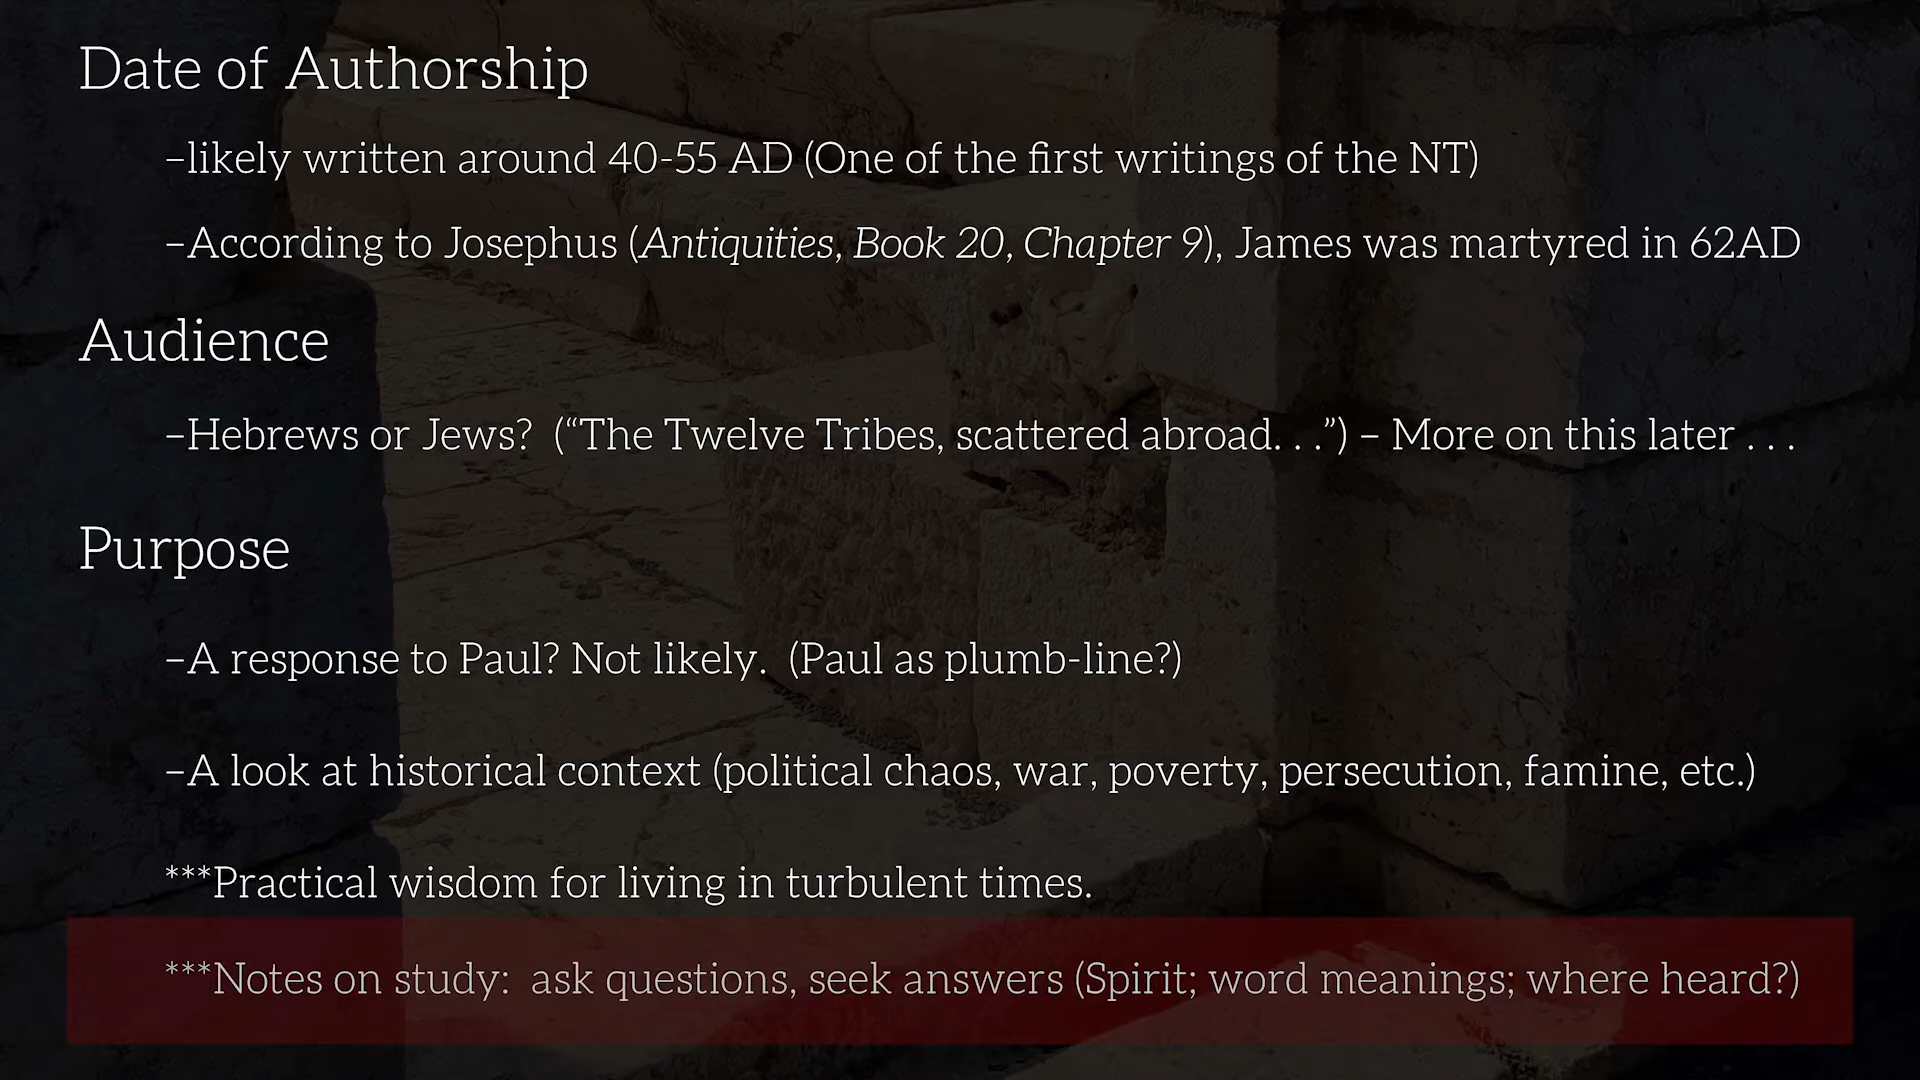 Date of Authorship
–likely written around 40-55 AD (One of the first writings of the NT)
–According to Josephus (Antiquities, Book 20, Chapter 9), James was martyred in 62AD
Audience
–Hebrews or Jews?  (“The Twelve Tribes, scattered abroad. . .”) – More on this later . . .
Purpose
–A response to Paul? Not likely.  (Paul as plumb-line?)
–A look at historical context (political chaos, war, poverty, persecution, famine, etc.)
***Practical wisdom for living in turbulent times.
***Notes on study:  ask questions, seek answers (Spirit; word meanings; where heard?)